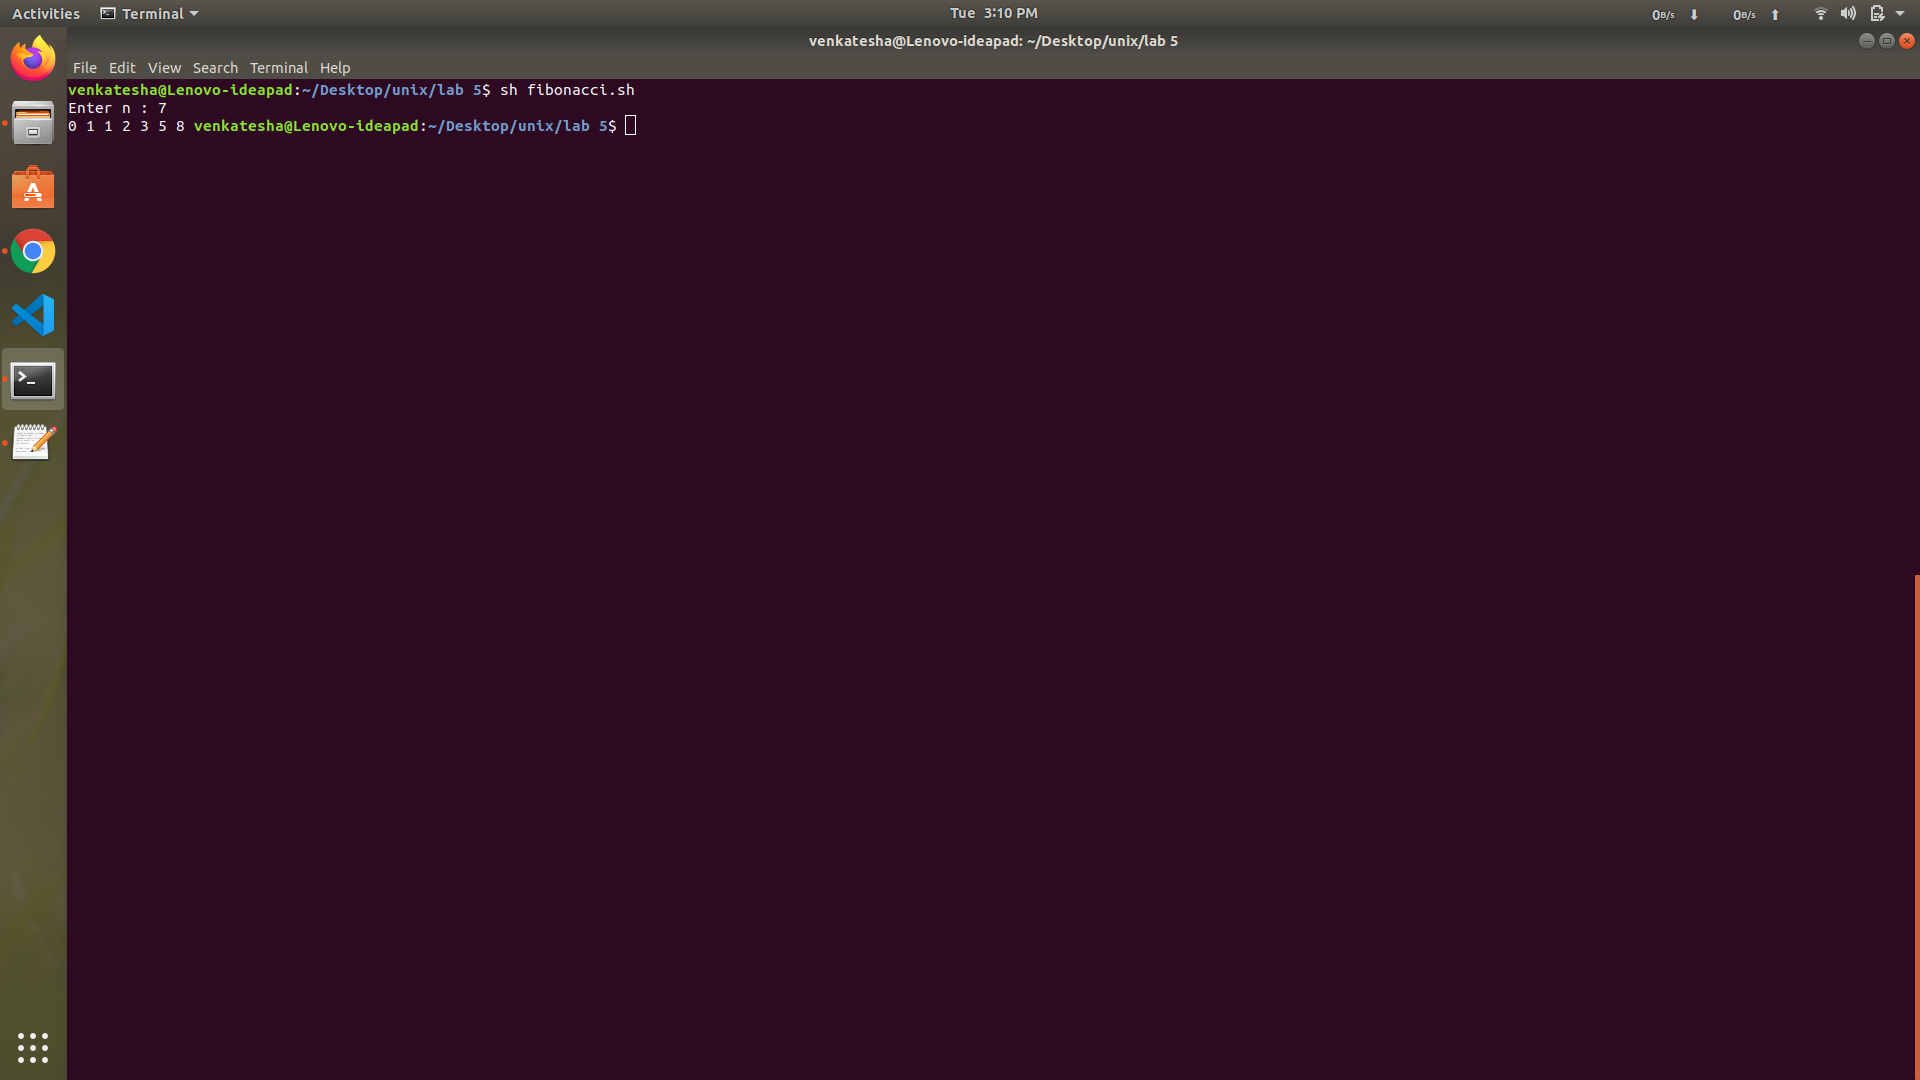 Activities Terminal Tue 3:10 PM 0B/s 0B/s
venkatesha@Lenovo-ideapad: ~/Desktop/unix/lab 5
File Edit View Search Terminal Help
venkatesha@Lenovo-ideapad:~/Desktop/unix/lab 5$ sh fibonacci.sh
Enter n : 7
0 1 1 2 3 5 8 venkatesha@Lenovo-ideapad:~/Desktop/unix/lab 5$